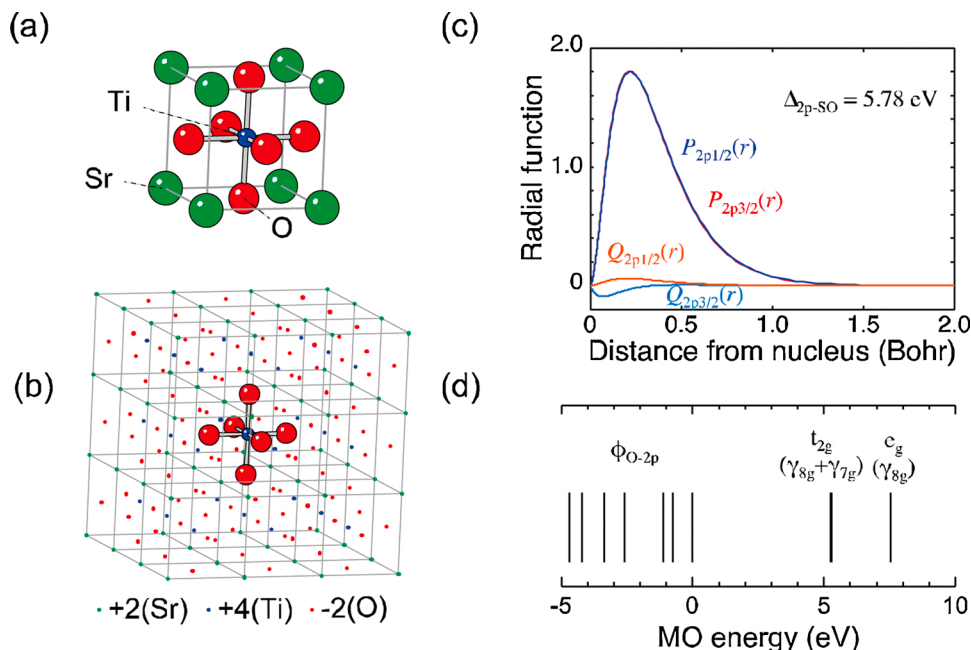 (a)
Ti
Sr
O
(b)
•+2(Sr) •+4(Ti) •-2(O)
(c)
2.0
1.0
0
Radial function
Δ2p-SO = 5.78 eV
P2p1/2(r)
P2p3/2(r)
Q2p1/2(r)
Q2p3/2(r)
0 0.5 1.0 1.5 2.0
Distance from nucleus (Bohr)
(d)
ϕO-2p
t2g
(γ8g+γ7g)
eg
(γ8g)
-5 0 5 10
MO energy (eV)